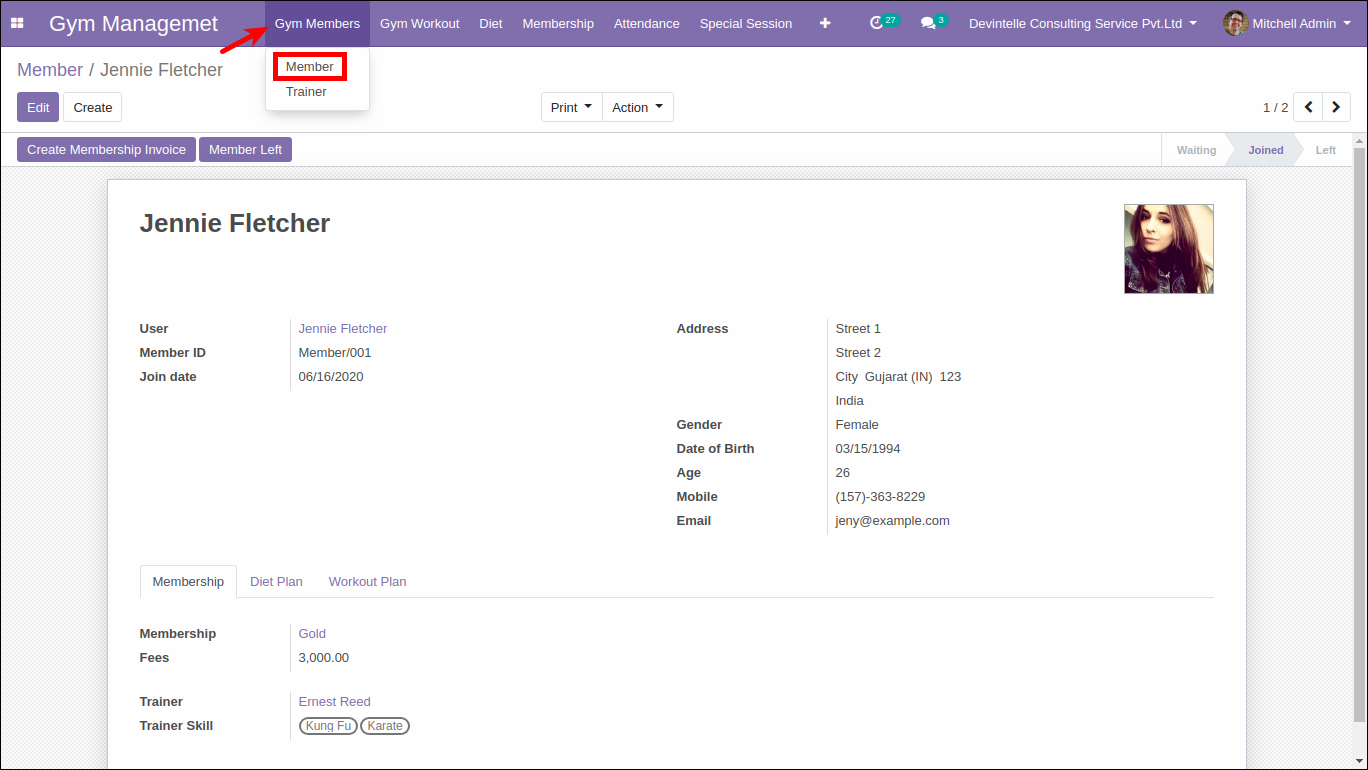 Gym Managemet Gym Members Gym Workout Diet Membership Attendance Special Session 27 3 Devintelle Consulting Service Pvt.Ltd Mitchell Admin
Member
Trainer
Member / Jennie Fletcher
Edit Create Print Action 1 / 2
Create Membership Invoice Member Left Waiting Joined Left
Jennie Fletcher
User Jennie Fletcher
Member ID Member/001
Join date 06/16/2020
Address Street 1
Street 2
City Gujarat (IN) 123
India
Gender Female
Date of Birth 03/15/1994
Age 26
Mobile (157)-363-8229
Email jeny@example.com
Membership Diet Plan Workout Plan
Membership Gold
Fees 3,000.00
Trainer Ernest Reed
Trainer Skill Kung Fu Karate